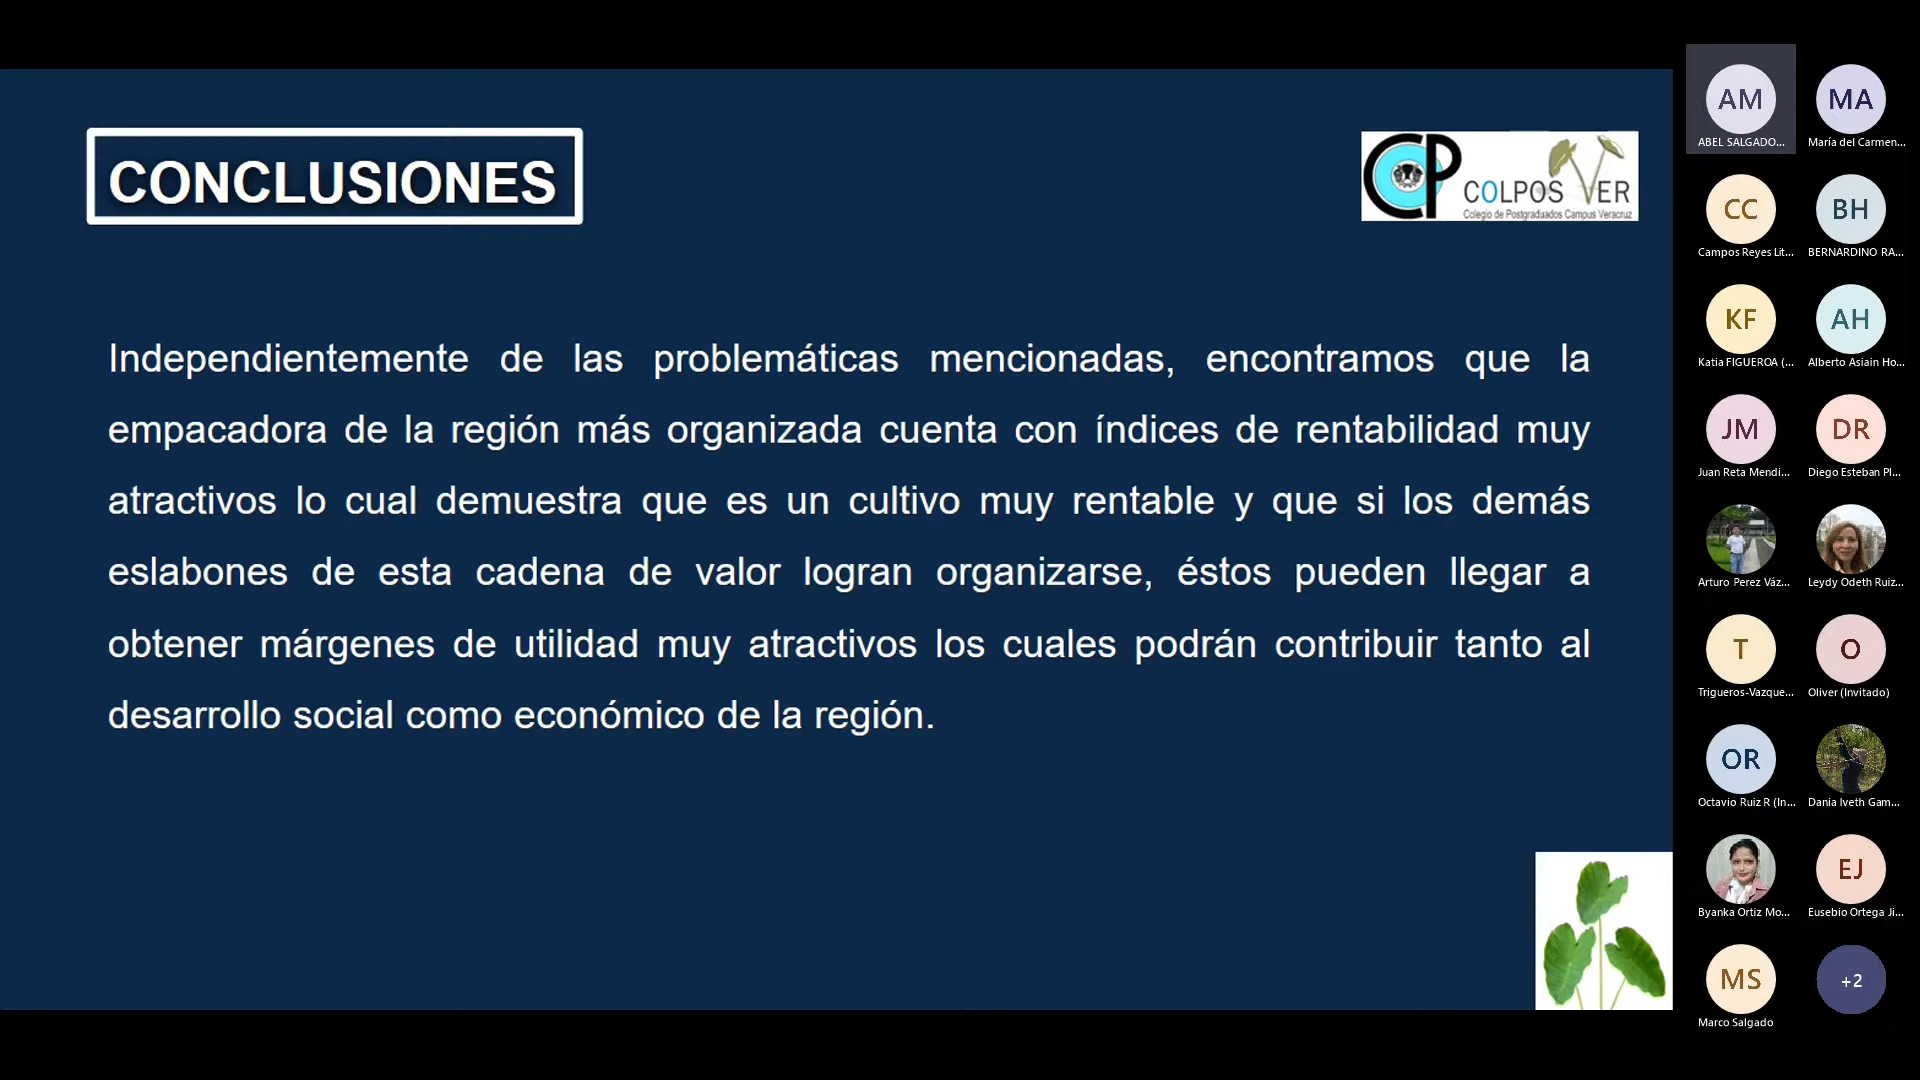 CONCLUSIONES
CP
COLPOS VER
Colegio de Postgraduados Campus Veracruz
Independientemente de las problemáticas mencionadas, encontramos que la
empacadora de la región más organizada cuenta con índices de rentabilidad muy
atractivos lo cual demuestra que es un cultivo muy rentable y que si los demás
eslabones de esta cadena de valor logran organizarse, éstos pueden llegar a
obtener márgenes de utilidad muy atractivos los cuales podrán contribuir tanto al
desarrollo social como económico de la región.
AM
ABEL SALGADO...
MA
María del Carmen...
CC
Campos Reyes Lit...
BH
BERNARDINO RA...
KF
Katia FIGUEROA (...
AH
Alberto Asiain Ho...
JM
Juan Reta Mendi...
DR
Diego Esteban Pl...
Arturo Perez Váz...
Leydy Odeth Ruiz...
T
Trigueros-Vazque...
O
Oliver (Invitado)
OR
Octavio Ruiz R (In...
Dania Iveth Gam...
Byanka Ortiz Mo...
EJ
Eusebio Ortega Ji...
MS
Marco Salgado
+2